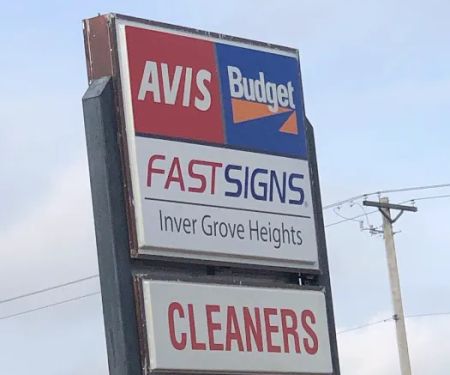 AVIS Budget
FASTSIGNS®
Inver Grove Heights
CLEANERS